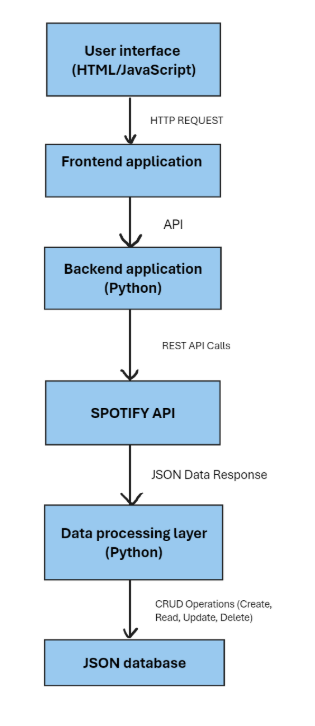 User interface
(HTML/JavaScript)
HTTP REQUEST
Frontend application
API
Backend application
(Python)
REST API Calls
SPOTIFY API
JSON Data Response
Data processing layer
(Python)
CRUD Operations (Create,
Read, Update, Delete)
JSON database